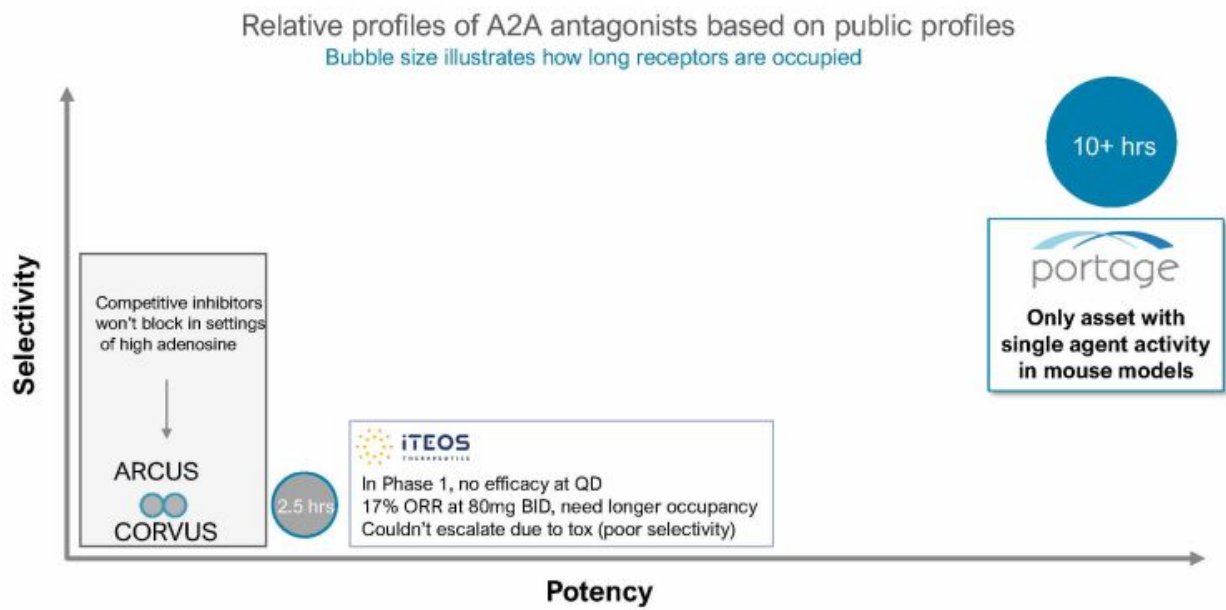 Relative profiles of A2A antagonists based on public profiles
Bubble size illustrates how long receptors are occupied
10+ hrs
portage
Only asset with
single agent activity
in mouse models
Selectivity
Competitive inhibitors
won't block in settings
of high adenosine
ARCUS
CORVUS
2.5 hrs
iTEOS
THERAPEUTICS
In Phase 1, no efficacy at QD
17% ORR at 80mg BID, need longer occupancy
Couldn't escalate due to tox (poor selectivity)
Potency